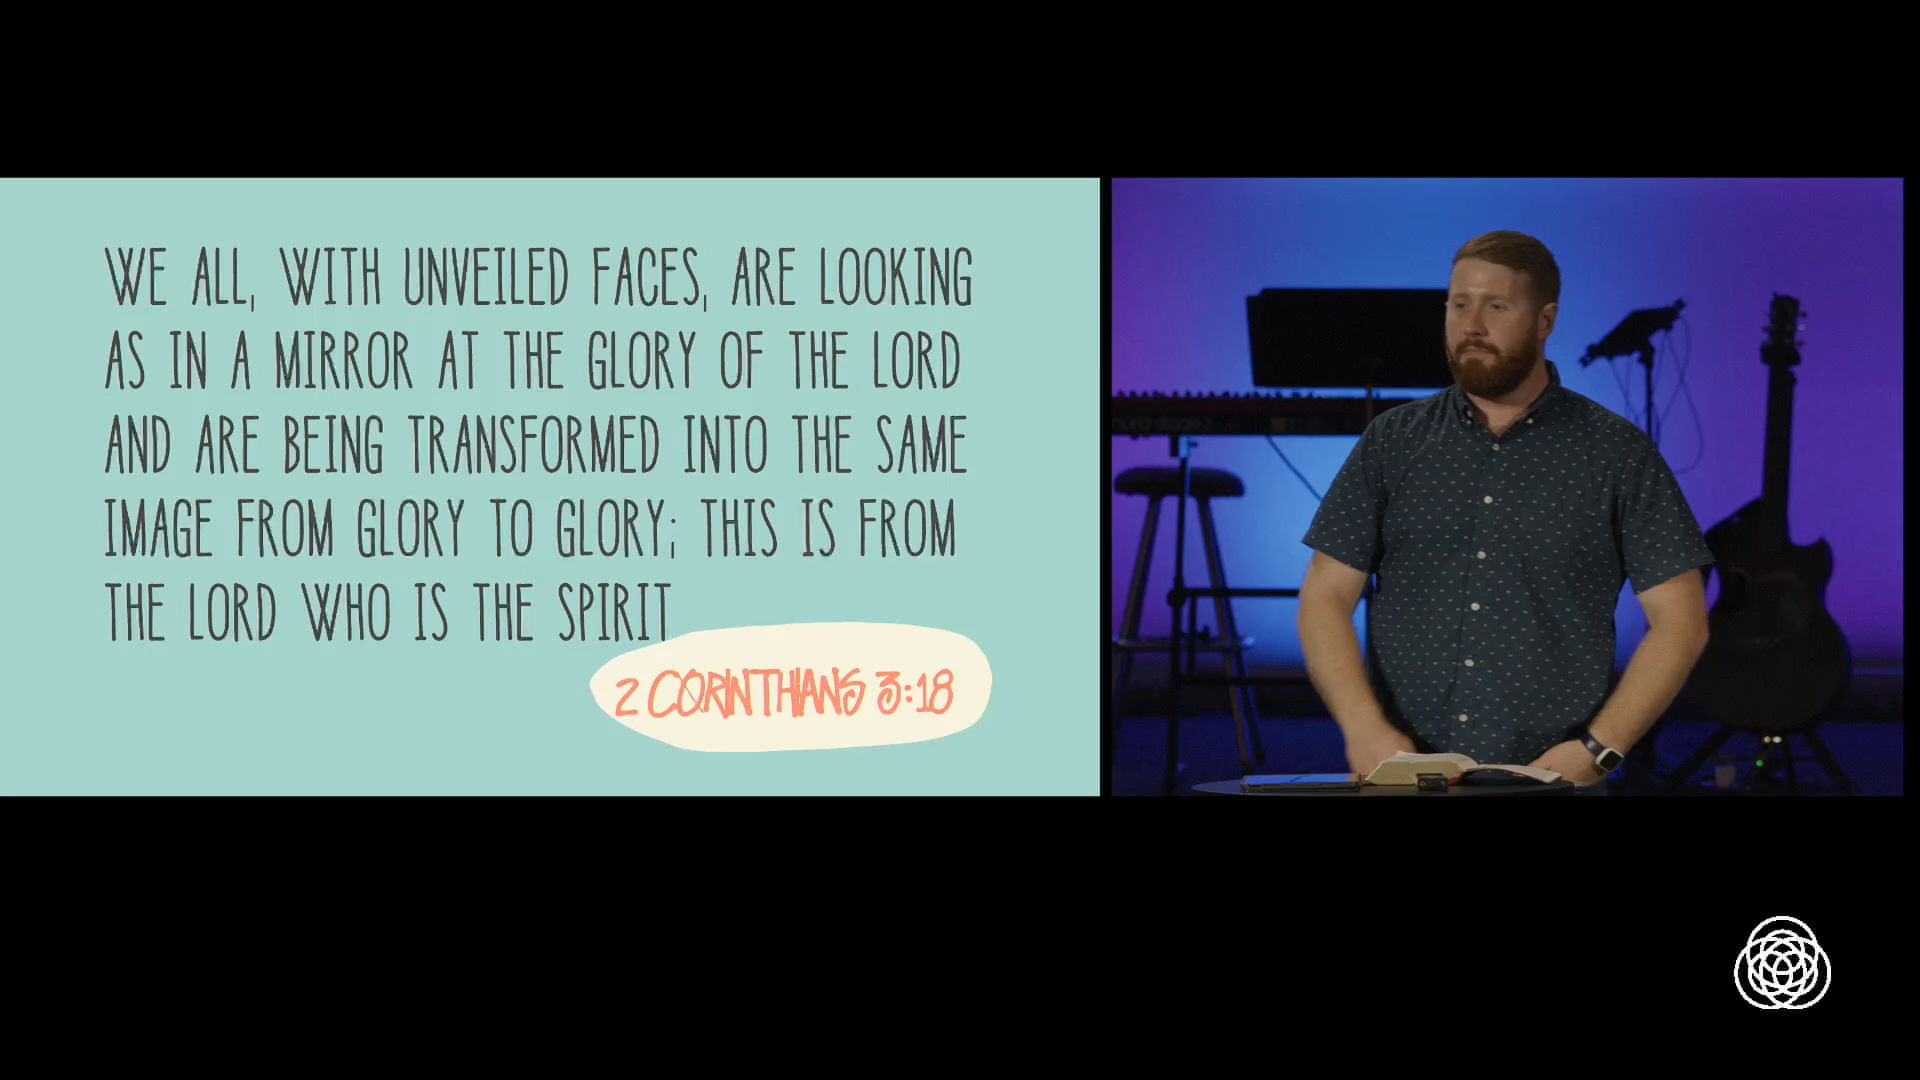 WE ALL, WITH UNVEILED FACES, ARE LOOKING
AS IN A MIRROR AT THE GLORY OF THE LORD
AND ARE BEING TRANSFORMED INTO THE SAME
IMAGE FROM GLORY TO GLORY; THIS IS FROM
THE LORD WHO IS THE SPIRIT
2 CORINTHIANS 3:18